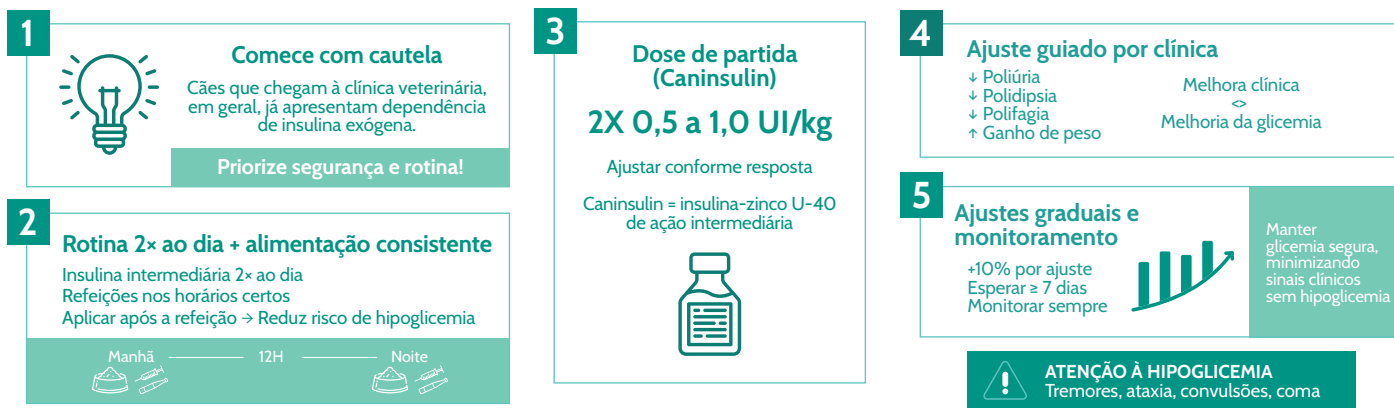 1
Comece com cautela
Cães que chegam à clínica veterinária,
em geral, já apresentam dependência
de insulina exógena.
Priorize segurança e rotina!
2
Rotina 2× ao dia + alimentação consistente
Insulina intermediária 2× ao dia
Refeições nos horários certos
Aplicar após a refeição → Reduz risco de hipoglicemia
Manhã 12H Noite
3
Dose de partida
(Caninsulin)
2X 0,5 a 1,0 UI/kg
Ajustar conforme resposta
Caninsulin = insulina-zinco U-40
de ação intermediária
4
Ajuste guiado por clínica
↓ Poliúria
↓ Polidipsia
↓ Polifagia
↑ Ganho de peso
Melhora clínica
<>
Melhoria da glicemia
5
Ajustes graduais e
monitoramento
+10% por ajuste
Esperar ≥ 7 dias
Monitorar sempre
Manter
glicemia segura,
minimizando
sinais clínicos
sem hipoglicemia
ATENÇÃO À HIPOGLICEMIA
Tremores, ataxia, convulsões, coma